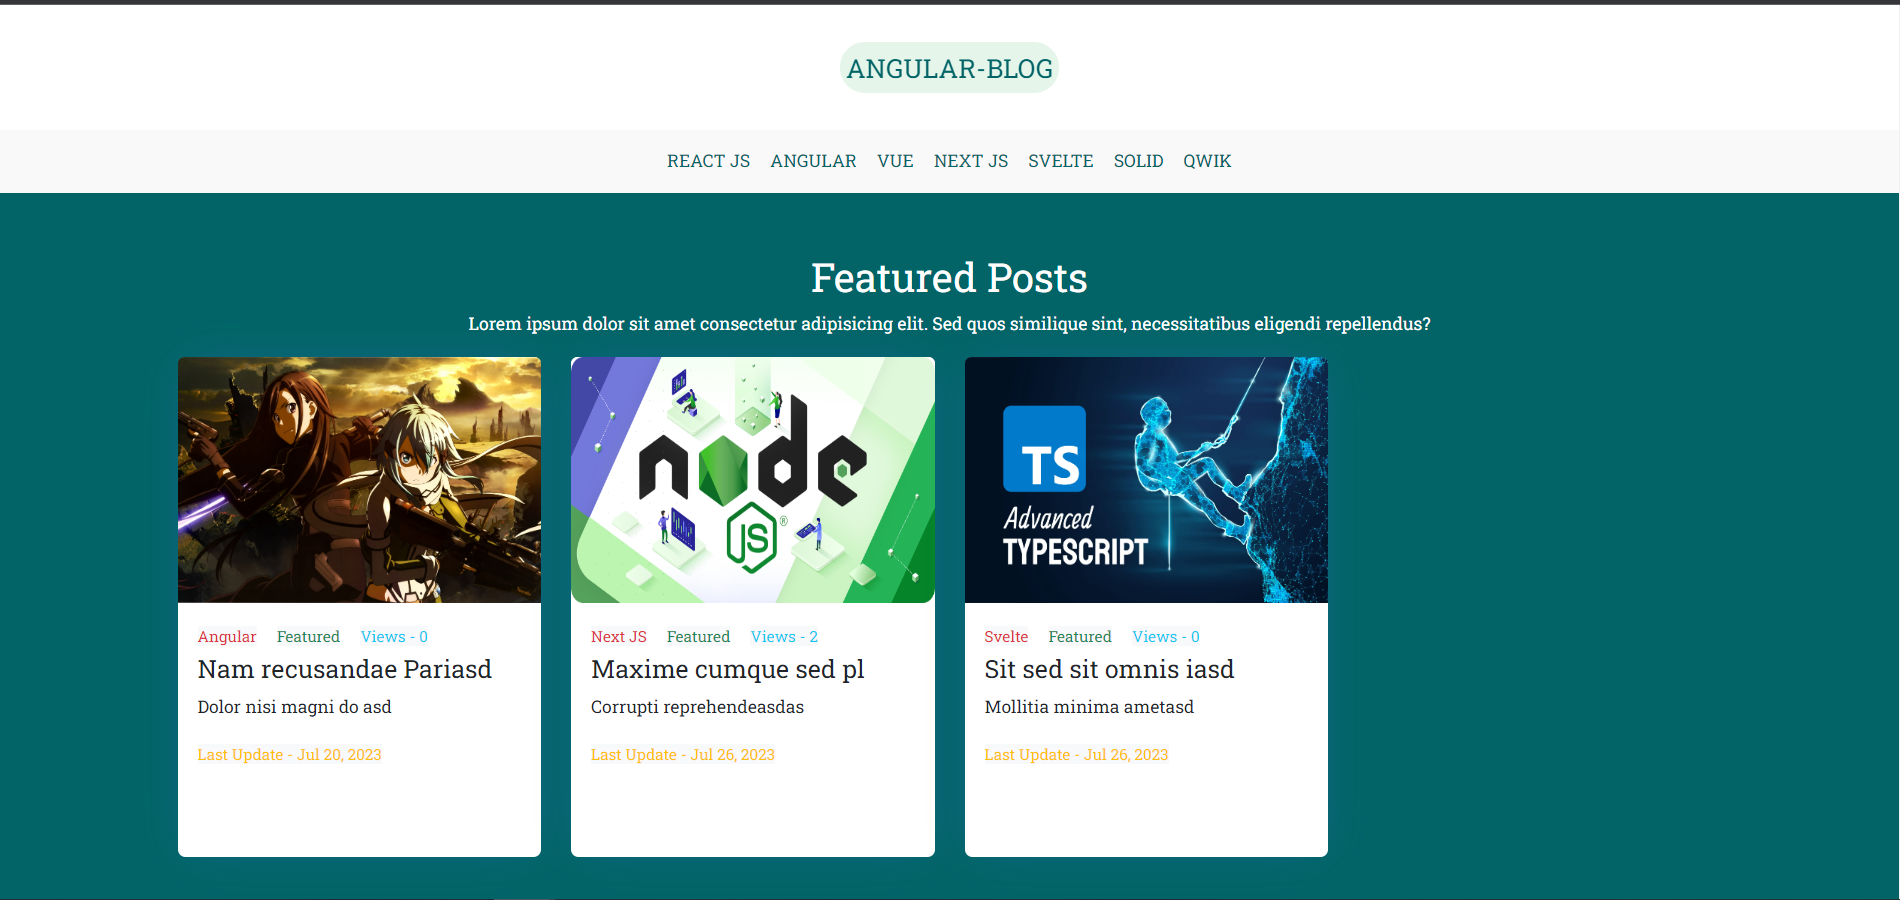 ANGULAR-BLOG
REACT JS ANGULAR VUE NEXT JS SVELTE SOLID QWIK
Featured Posts
Lorem ipsum dolor sit amet consectetur adipisicing elit. Sed quos similique sint, necessitatibus eligendi repellendus?
Angular Featured Views - 0
Nam recusandae Pariasd
Dolor nisi magni do asd
Last Update - Jul 20, 2023
node
JS ®
Next JS Featured Views - 2
Maxime cumque sed pl
Corrupti reprehendeasdas
Last Update - Jul 26, 2023
TS
Advanced
TYPESCRIPT
Svelte Featured Views - 0
Sit sed sit omnis iasd
Mollitia minima ametasd
Last Update - Jul 26, 2023